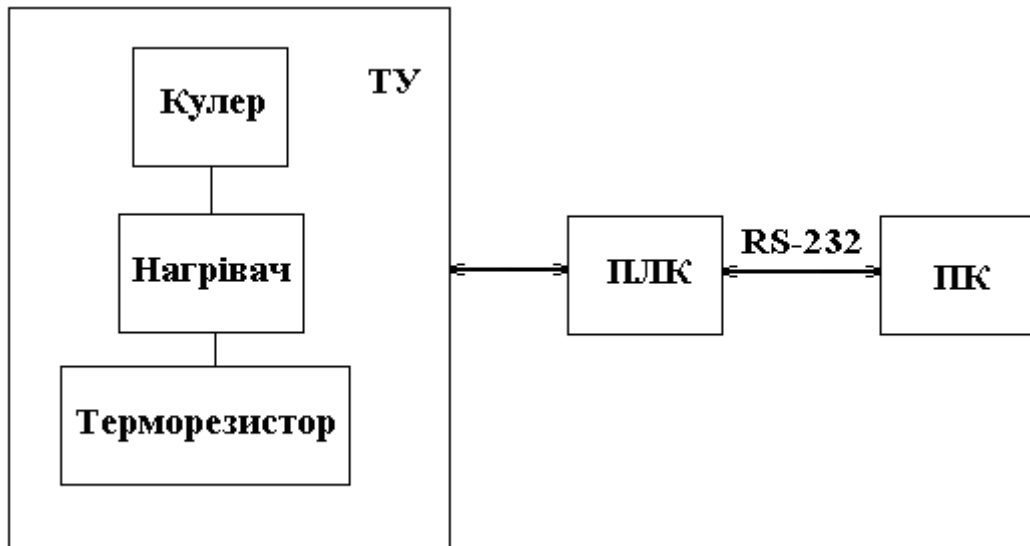 ТУ
Кулер
Нагрівач
Терморезистор
ПЛК
RS-232
ПК